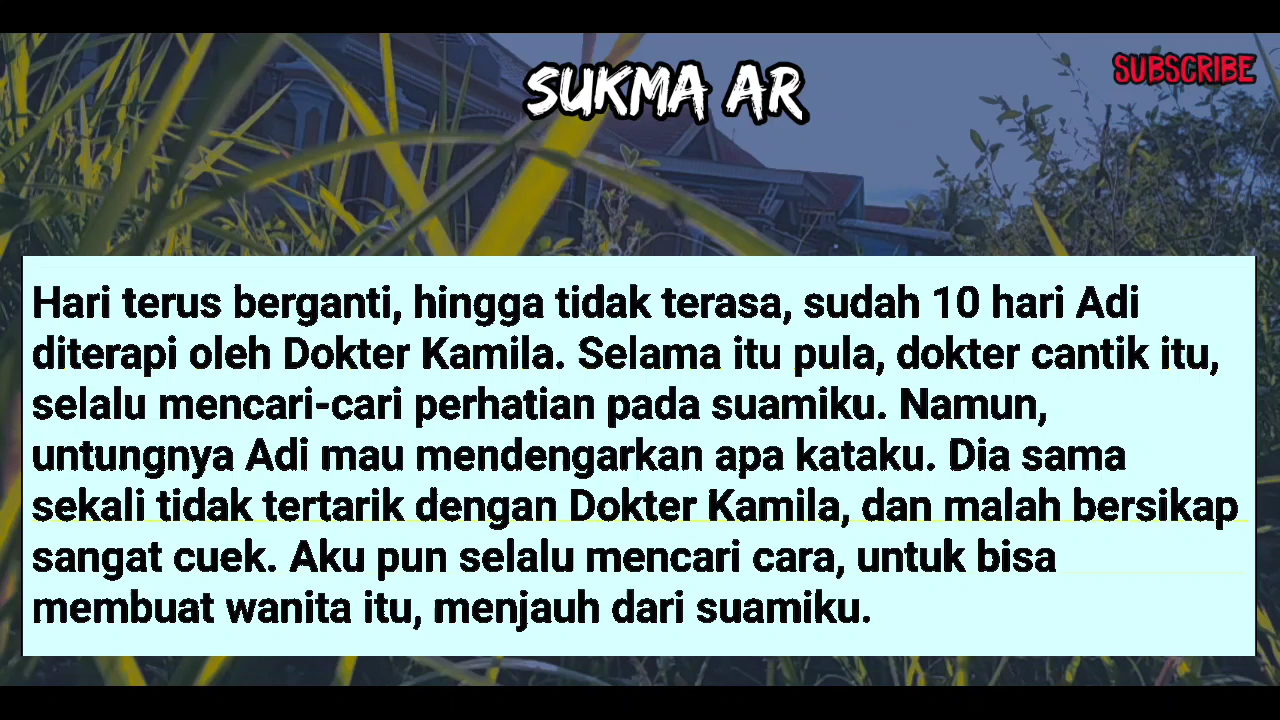 SUKMA AR
SUBSCRIBE
Hari terus berganti, hingga tidak terasa, sudah 10 hari Adi
diterapi oleh Dokter Kamila. Selama itu pula, dokter cantik itu,
selalu mencari-cari perhatian pada suamiku. Namun,
untungnya Adi mau mendengarkan apa kataku. Dia sama
sekali tidak tertarik dengan Dokter Kamila, dan malah bersikap
sangat cuek. Aku pun selalu mencari cara, untuk bisa
membuat wanita itu, menjauh dari suamiku.